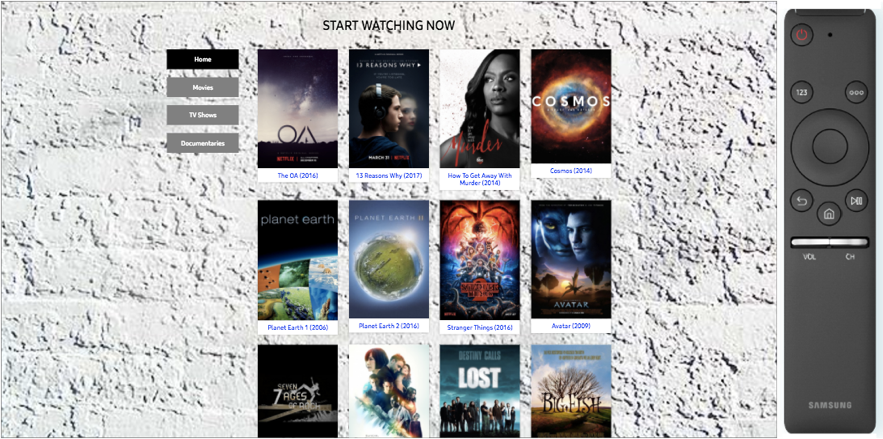 START WATCHING NOW
Home
Movies
TV Shows
Documentaries
OA
NETFLIX
The OA (2016)
13 REASONS WHY
MARCH 31 | NETFLIX
13 Reasons Why (2017)
Murder
abc
How To Get Away With
Murder (2014)
COSMOS
Cosmos (2014)
planet earth
Planet Earth 1 (2006)
PLANET EARTH II
Planet Earth 2 (2016)
STRANGER THINGS
Stranger Things (2016)
AVATAR
Avatar (2009)
SEVEN
7 AGES
OF ROCK
DESTINY CALLS
LOST
BIG FISH
123
VOL
CH
SAMSUNG